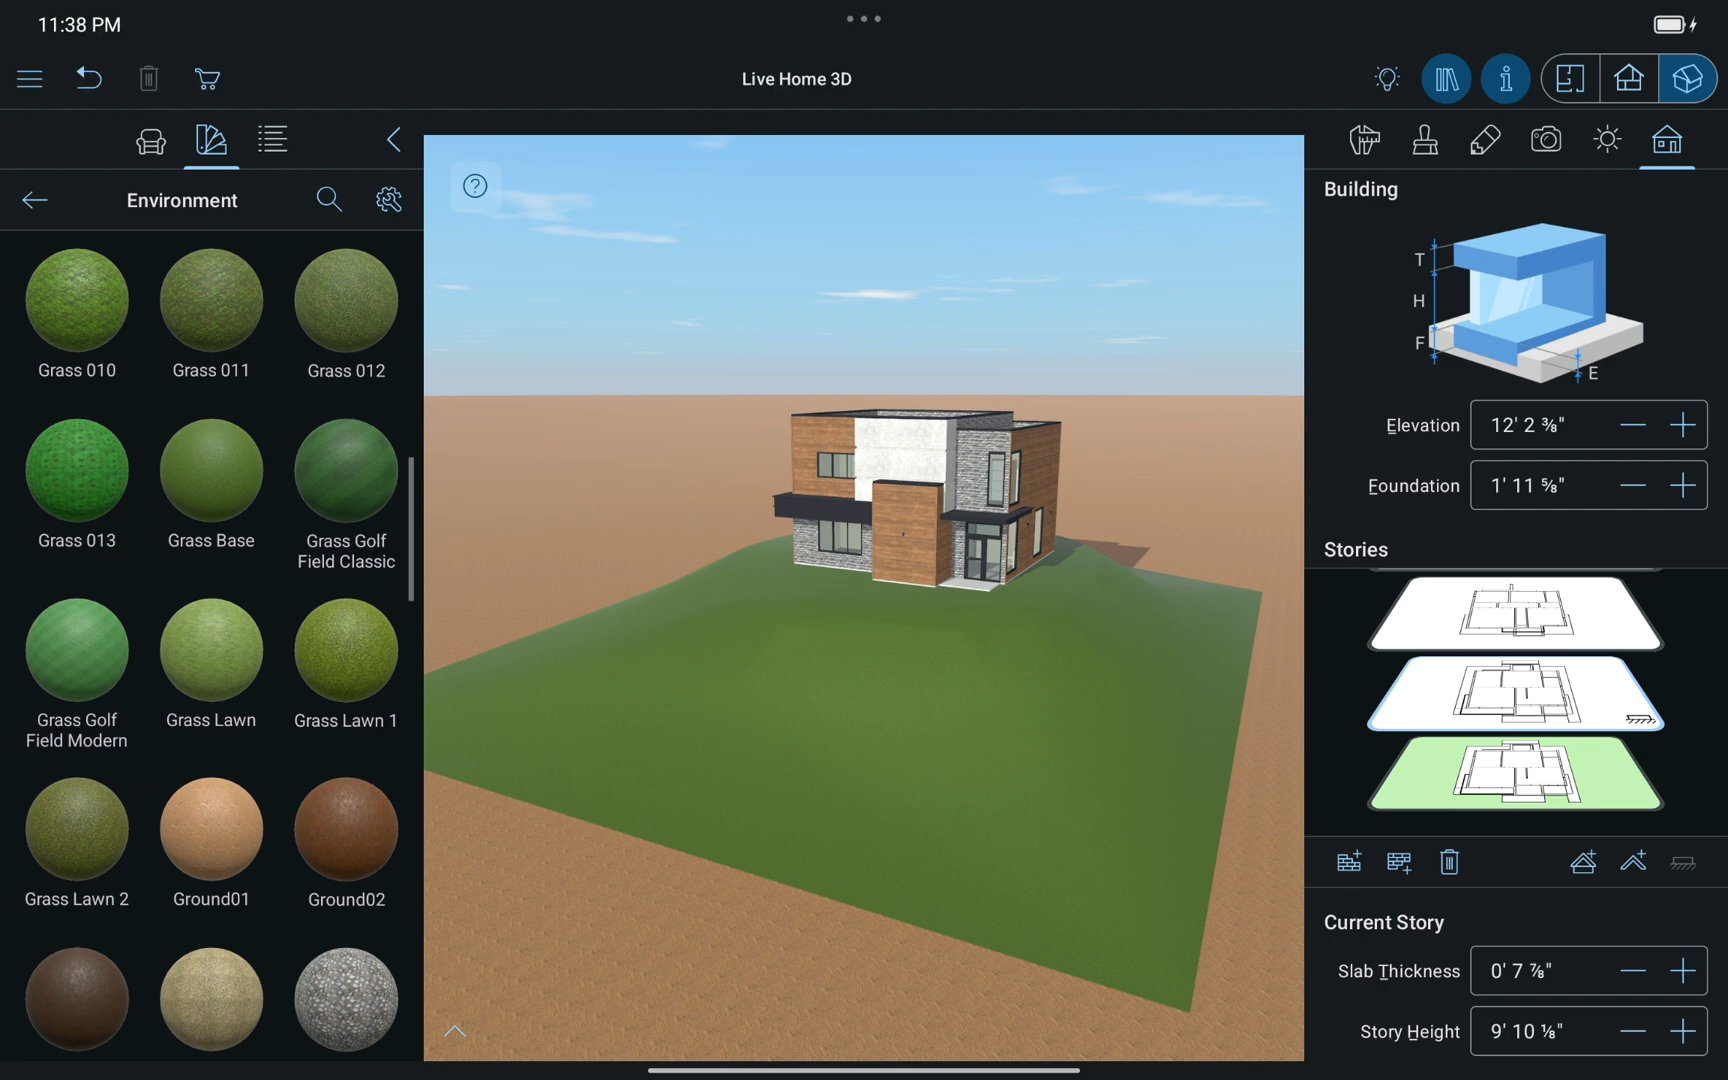 11:38 PM
Live Home 3D
Environment
Grass 010
Grass 011
Grass 012
Grass 013
Grass Base
Grass Golf
Field Classic
Grass Golf
Field Modern
Grass Lawn
Grass Lawn 1
Grass Lawn 2
Ground01
Ground02
?
Building
T
H
F
E
Elevation
12' 2 ⅜"
Foundation
1' 11 ⅝"
Stories
Current Story
Slab Thickness
0' 7 ⅞"
Story Height
9' 10 ⅛"